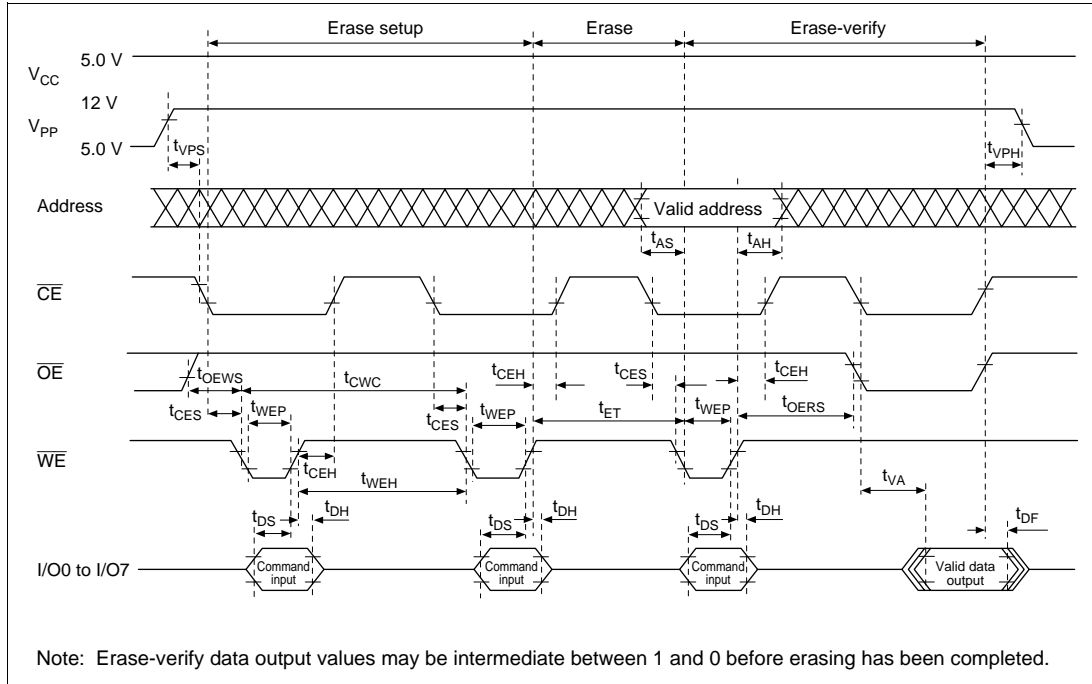 Erase setup Erase Erase-verify
5.0 V
VCC
12 V
VPP
5.0 V
tVPS tVPH
Address Valid address
tAS tAH
CE
OE
tOEWS tCWC tCEH tCES tCEH
tCES tWEP tCES tWEP tET tWEP tOERS
WE
tCEH
tWEH tVA
tDS tDH tDS tDH tDS tDH tDF
I/O0 to I/O7 Command input Command input Command input Valid data output
Note: Erase-verify data output values may be intermediate between 1 and 0 before erasing has been completed.